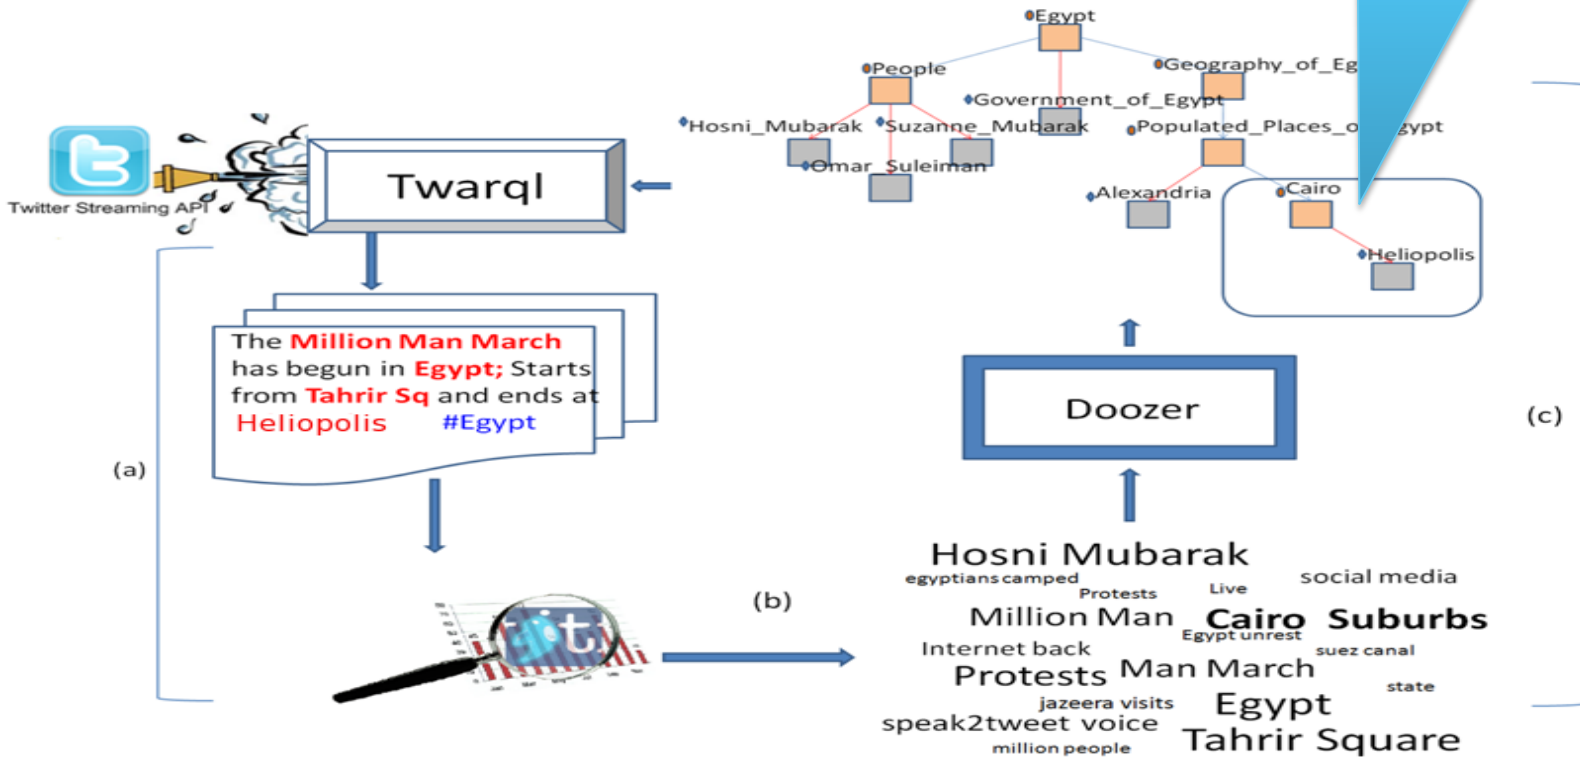 Egypt
People
Geography_of_Eg
Government_of_Egypt
Hosni_Mubarak
Suzanne_Mubarak
Populated_Places_o
gypt
Omar_Suleiman
Alexandria
Cairo
Heliopolis
t
Twitter Streaming API
Twarql
The Million Man March
has begun in Egypt; Starts
from Tahrir Sq and ends at
Heliopolis #Egypt
(a)
(b)
(c)
Doozer
Hosni Mubarak
egyptians camped
Protests
Live
social media
Million Man
Cairo Suburbs
Egypt unrest
Internet back
suez canal
Protests
Man March
state
jazeera visits
Egypt
speak2tweet voice
Tahrir Square
million people